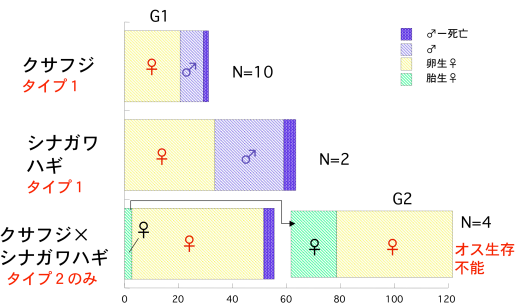 G1
♂ー死亡
♂
卵生♀
胎生♀
クサフジ
タイプ1
♀
♂
N=10
シナガワ
ハギ
タイプ1
♀
♂
N=2
クサフジ×
シナガワハギ
タイプ2のみ
♀
♀
G2
♀
♀
N=4
オス生存
不能
0
20
40
60
80
100
120